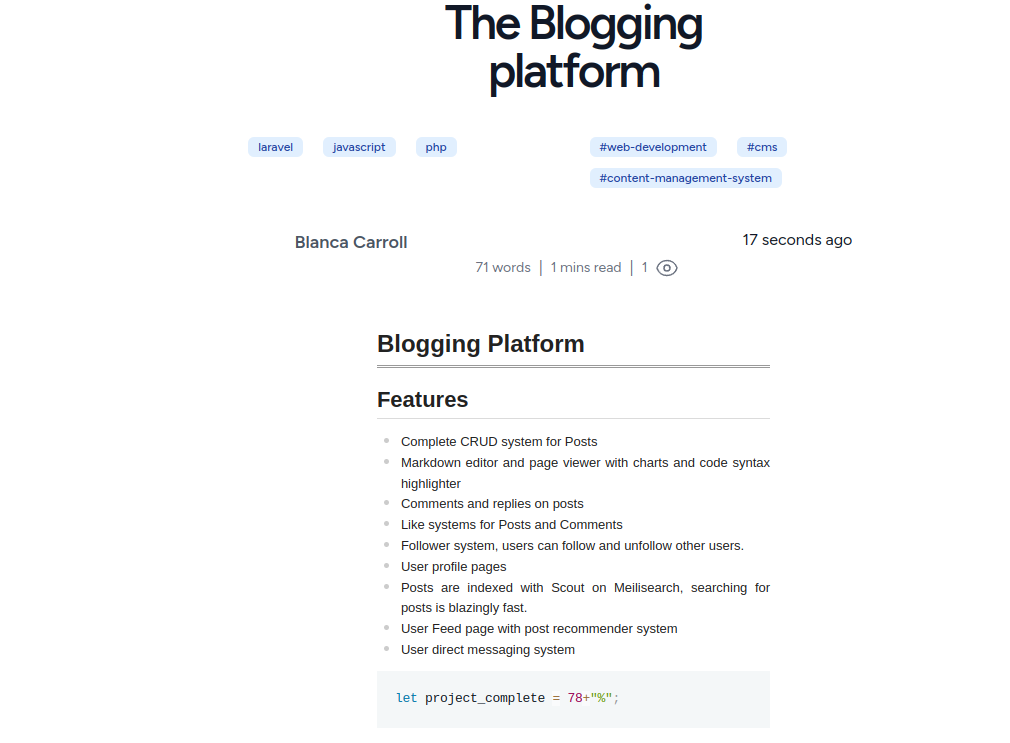 The Blogging
platform
laravel javascript php #web-development #cms
#content-management-system
Blanca Carroll 17 seconds ago
71 words | 1 mins read | 1
Blogging Platform
Features
Complete CRUD system for Posts
Markdown editor and page viewer with charts and code syntax
highlighter
Comments and replies on posts
Like systems for Posts and Comments
Follower system, users can follow and unfollow other users.
User profile pages
Posts are indexed with Scout on Meilisearch, searching for
posts is blazingly fast.
User Feed page with post recommender system
User direct messaging system
let project_complete = 78+"%";